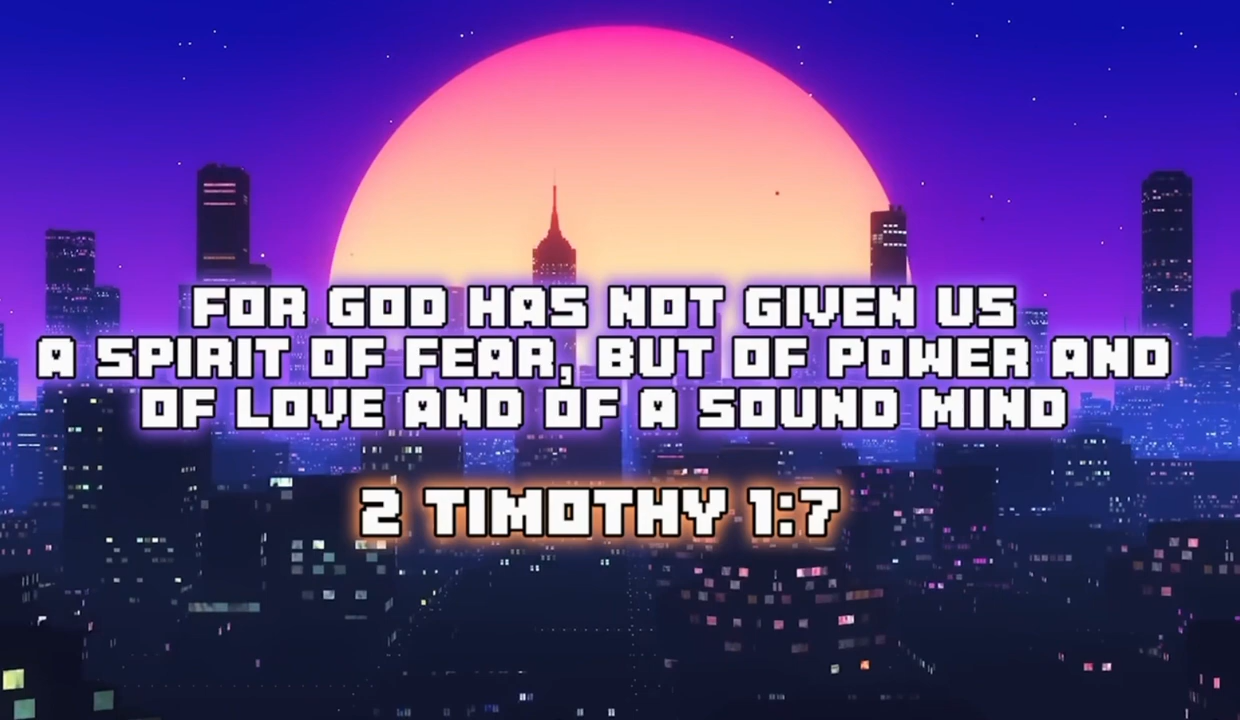 FOR GOD HAS NOT GIVEN US
A SPIRIT OF FEAR, BUT OF POWER AND
OF LOVE AND OF A SOUND MIND
2 TIMOTHY 1:7